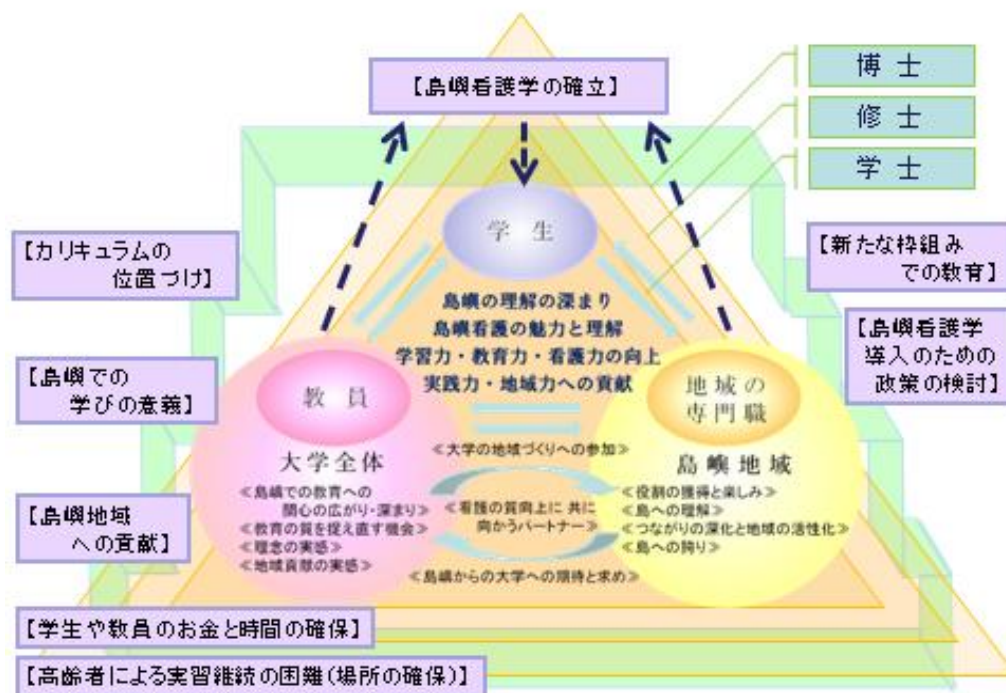 【島嶼看護学の確立】
博士
修士
学士
学生
【カリキュラムの
位置づけ】
【新たな枠組み
での教育】
島嶼の理解の深まり
島嶼看護の魅力と理解
学習力・教育力・看護力の向上
実践力・地域力への貢献
【島嶼看護学
導入のための
政策の検討】
【島嶼での
学びの意義】
教員
地域の
専門職
大学全体
≪大学の地域づくりへの参加≫
島嶼地域
≪島嶼での教育への
関心の広がり・深まり≫
≪教育の質を捉え直す機会≫
≪理念の実感≫
≪地域貢献の実感≫
≪看護の質向上に 共に
向かうパートナー≫
≪役割の獲得と楽しみ≫
≪島への理解≫
≪つながりの深化と地域の活性化≫
≪島への誇り≫
【島嶼地域
への貢献】
≪島嶼からの大学への期待と求め≫
【学生や教員のお金と時間の確保】
【高齢者による実習継続の困難(場所の確保)】